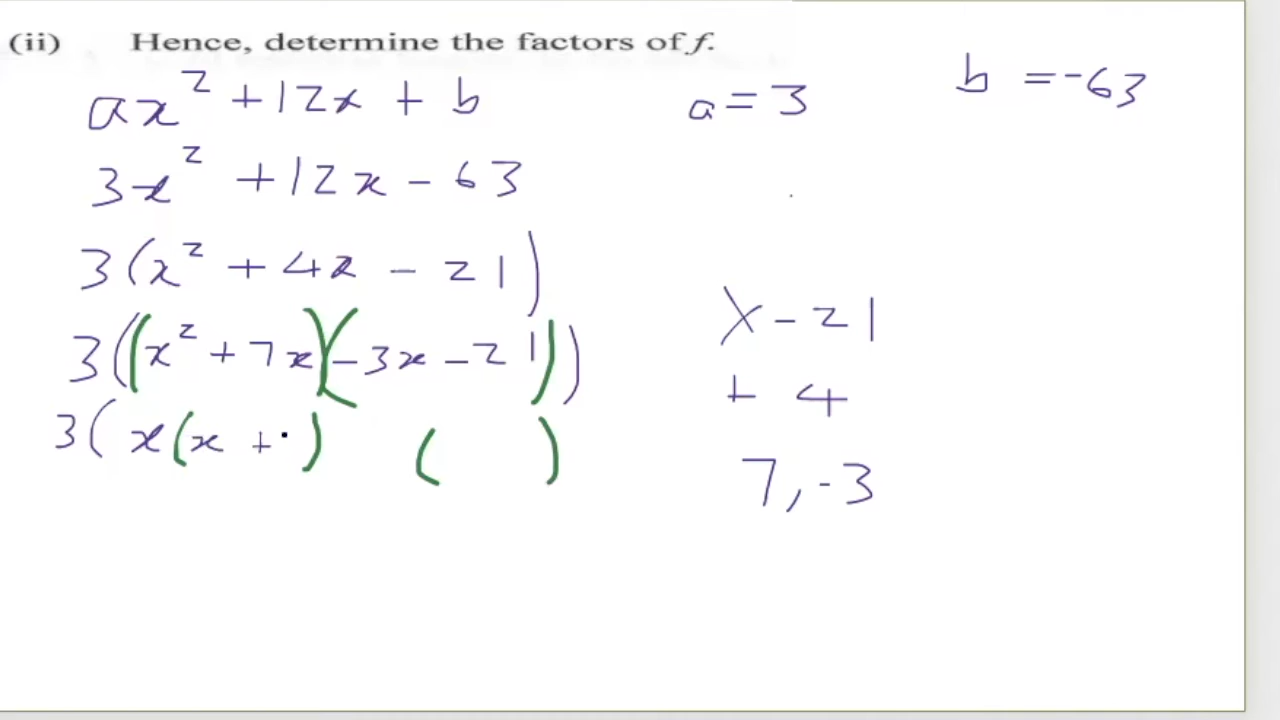 (ii) Hence, determine the factors of f.
ax² + 12x + b a = 3 b = -63
3x² + 12x - 63
3(x² + 4x - 21)
3((x² + 7x)(-3x - 21))
3( x(x + ) ( )
x - 21
+ 4
7, -3